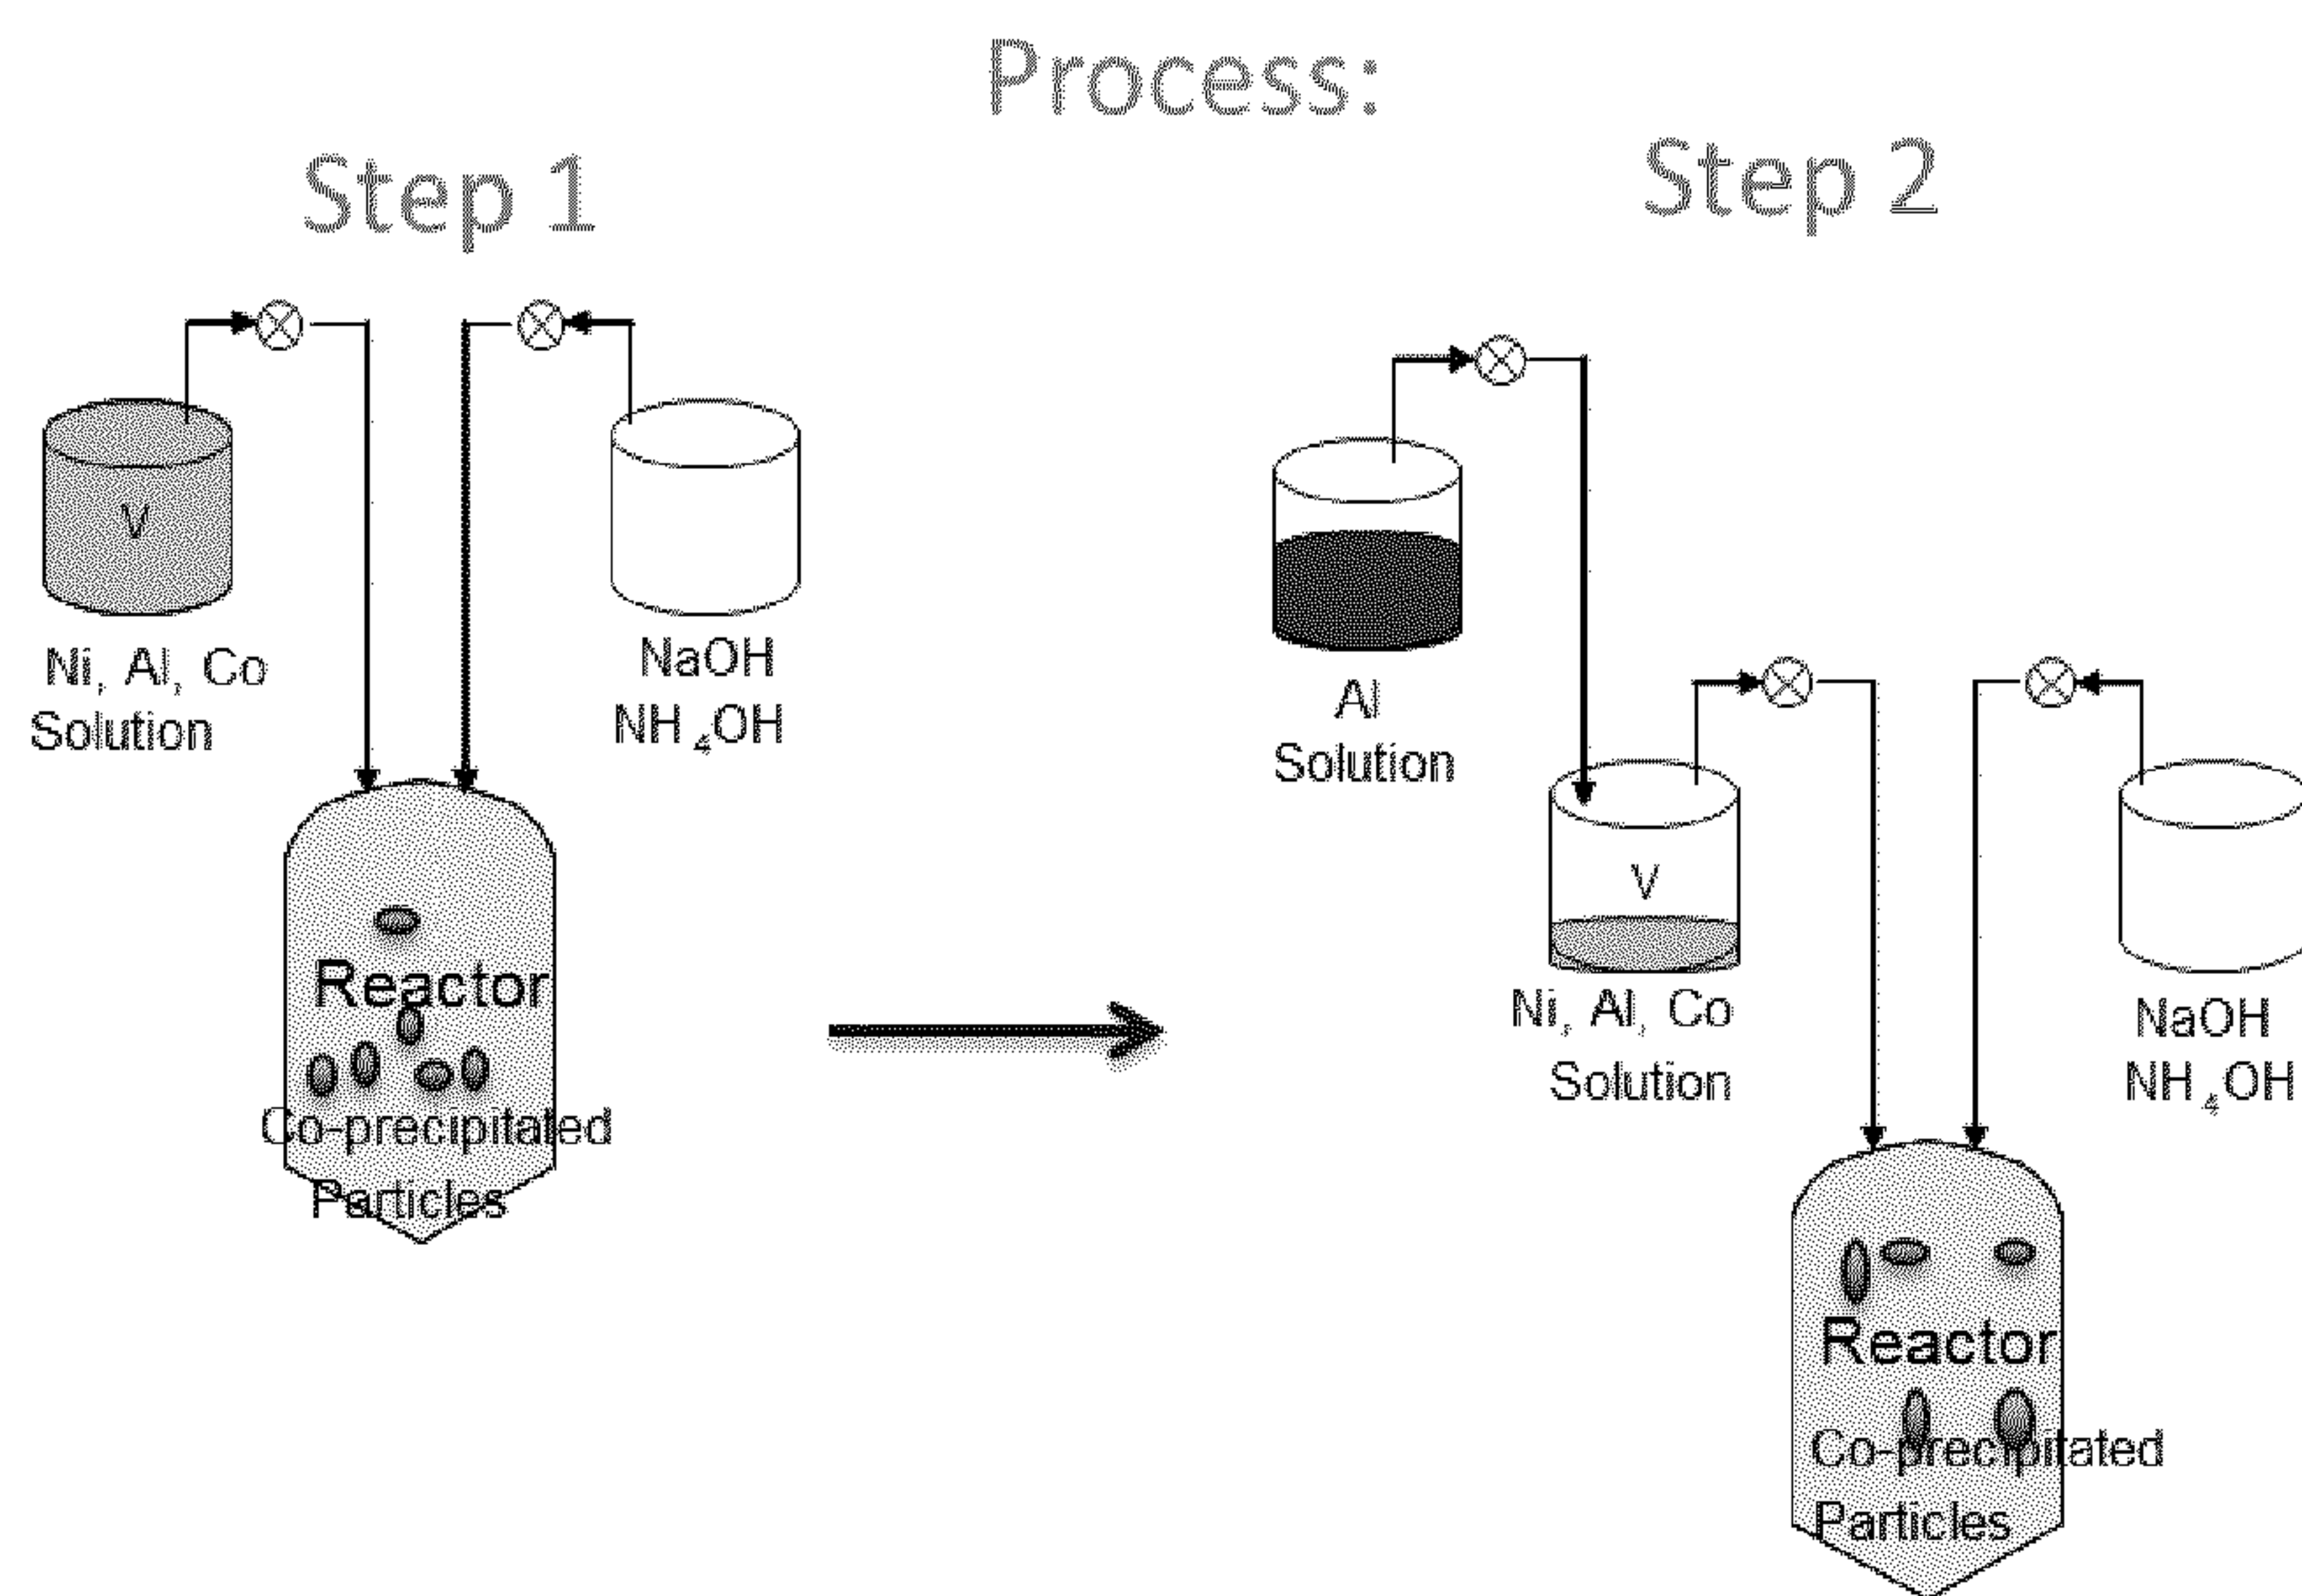 Process:
Step 1
V
Ni, Al, Co
Solution
NaOH
NH₄OH
Reactor
Co-precipitated
Particles
Step 2
Al
Solution
V
Ni, Al, Co
Solution
NaOH
NH₄OH
Reactor
Co-precipitated
Particles